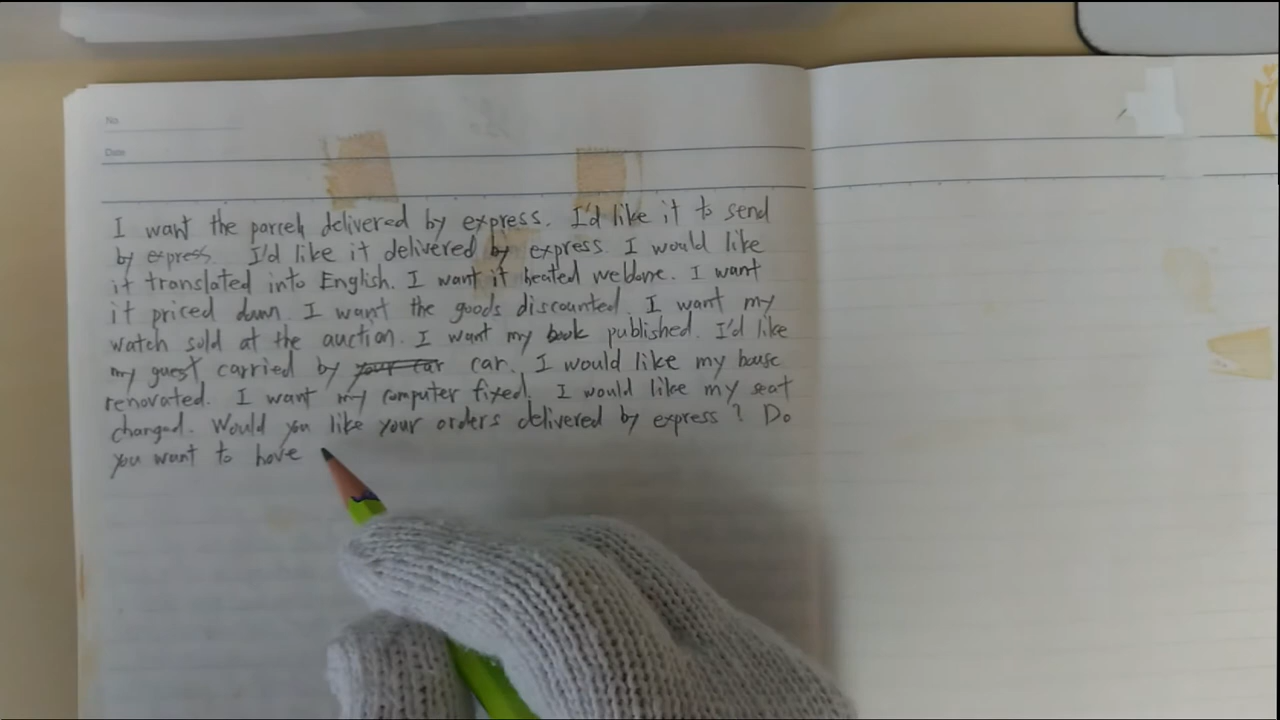 No.
Date
I want the parcel delivered by express. I'd like it to send
by express. I'd like it delivered by express. I would like
it translated into English. I want it heated weldone. I want
it priced down. I want the goods discounted. I want my
watch sold at the auction. I want my book published. I'd like
my guest carried by your car car. I would like my house
renovated. I want my computer fixed. I would like my seat
changed. Would you like your orders delivered by express? Do
you want to have